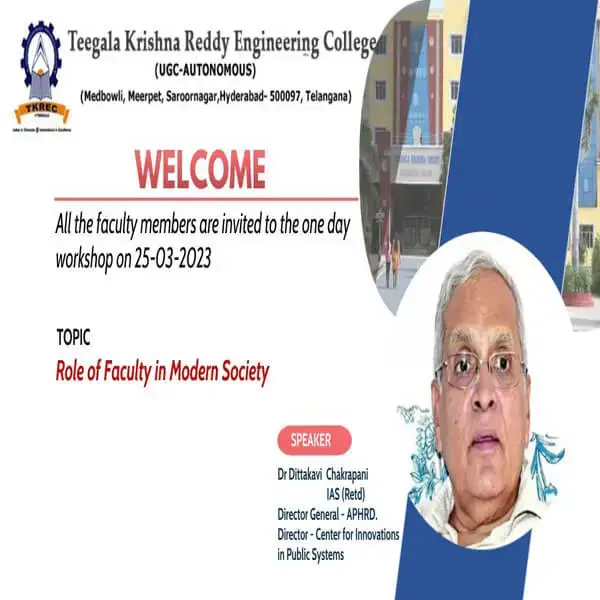 Teegala Krishna Reddy Engineering College
(UGC-AUTONOMOUS)
(Medbowli, Meerpet, Saroornagar,Hyderabad- 500097, Telangana)
TKREC
WELCOME
All the faculty members are invited to the one day
workshop on 25-03-2023
TOPIC
Role of Faculty in Modern Society
SPEAKER
Dr Dittakavi Chakrapani
IAS (Retd)
Director General - APHRD.
Director - Center for Innovations
in Public Systems